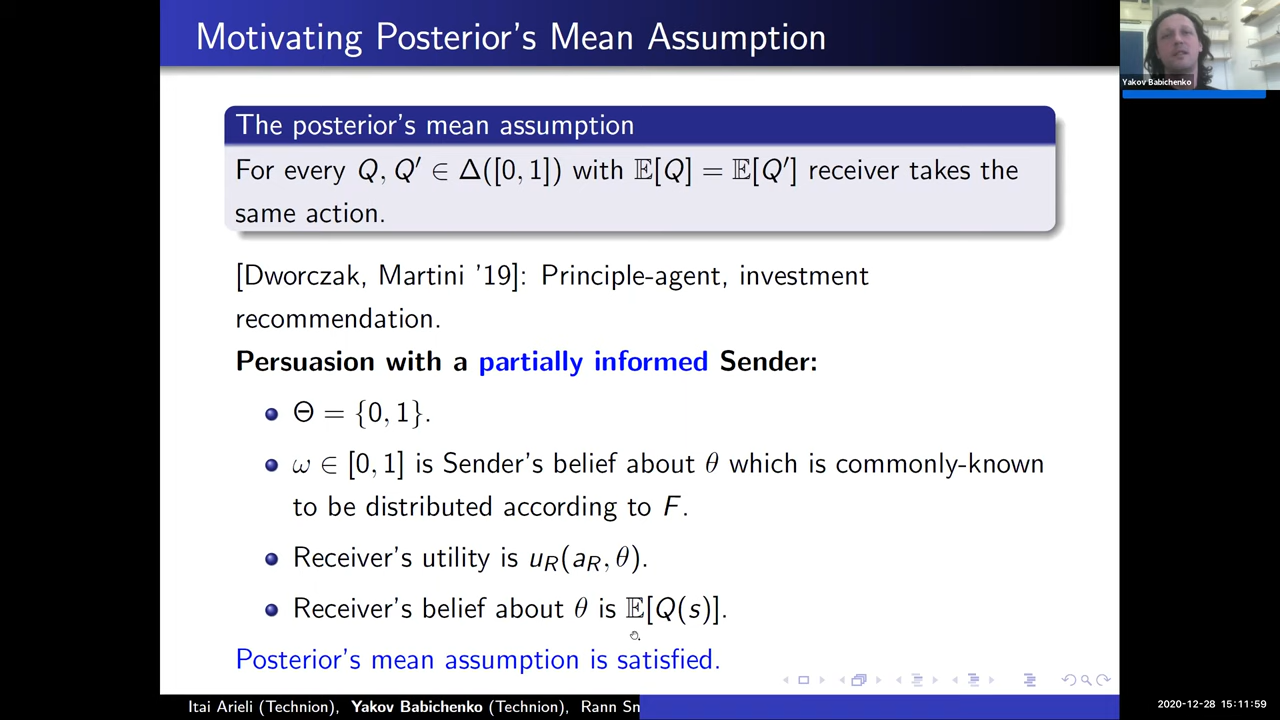 Motivating Posterior's Mean Assumption
Yakov Babichenko
The posterior's mean assumption
For every Q, Q′ ∈ Δ([0, 1]) with 𝔼[Q] = 𝔼[Q′] receiver takes the
same action.
[Dworczak, Martini '19]: Principle-agent, investment
recommendation.
Persuasion with a partially informed Sender:
Θ = {0, 1}.
ω ∈ [0, 1] is Sender's belief about θ which is commonly-known
to be distributed according to F.
Receiver's utility is u_R(a_R, θ).
Receiver's belief about θ is 𝔼[Q(s)].
Posterior's mean assumption is satisfied.
Itai Arieli (Technion), Yakov Babichenko (Technion), Rann Sn
2020-12-28 15:11:59